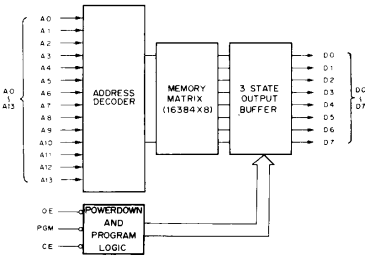 A0
A1
A2
A3
A4
A5
A6
A7
A8
A9
A10
A11
A12
A13
A0
~
A13
ADDRESS
DECODER
MEMORY
MATRIX
(16384X8)
3 STATE
OUTPUT
BUFFER
D0
D1
D2
D3
D4
D5
D6
D7
D0
~
D7
OE
PGM
CE
POWERDOWN
AND
PROGRAM
LOGIC